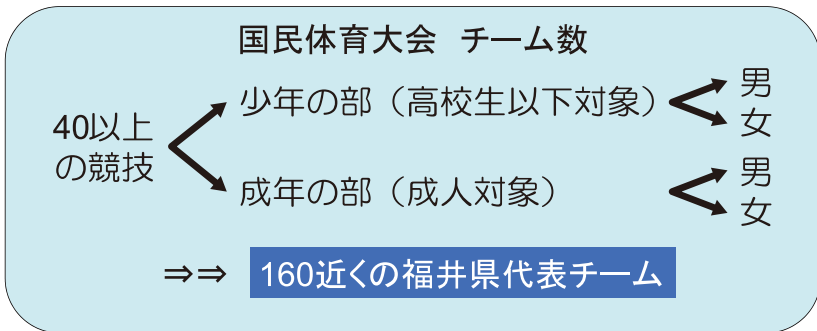 国民体育大会　チーム数
40以上
の競技
少年の部（高校生以下対象）
男
女
成年の部（成人対象）
男
女
⇒⇒ 160近くの福井県代表チーム